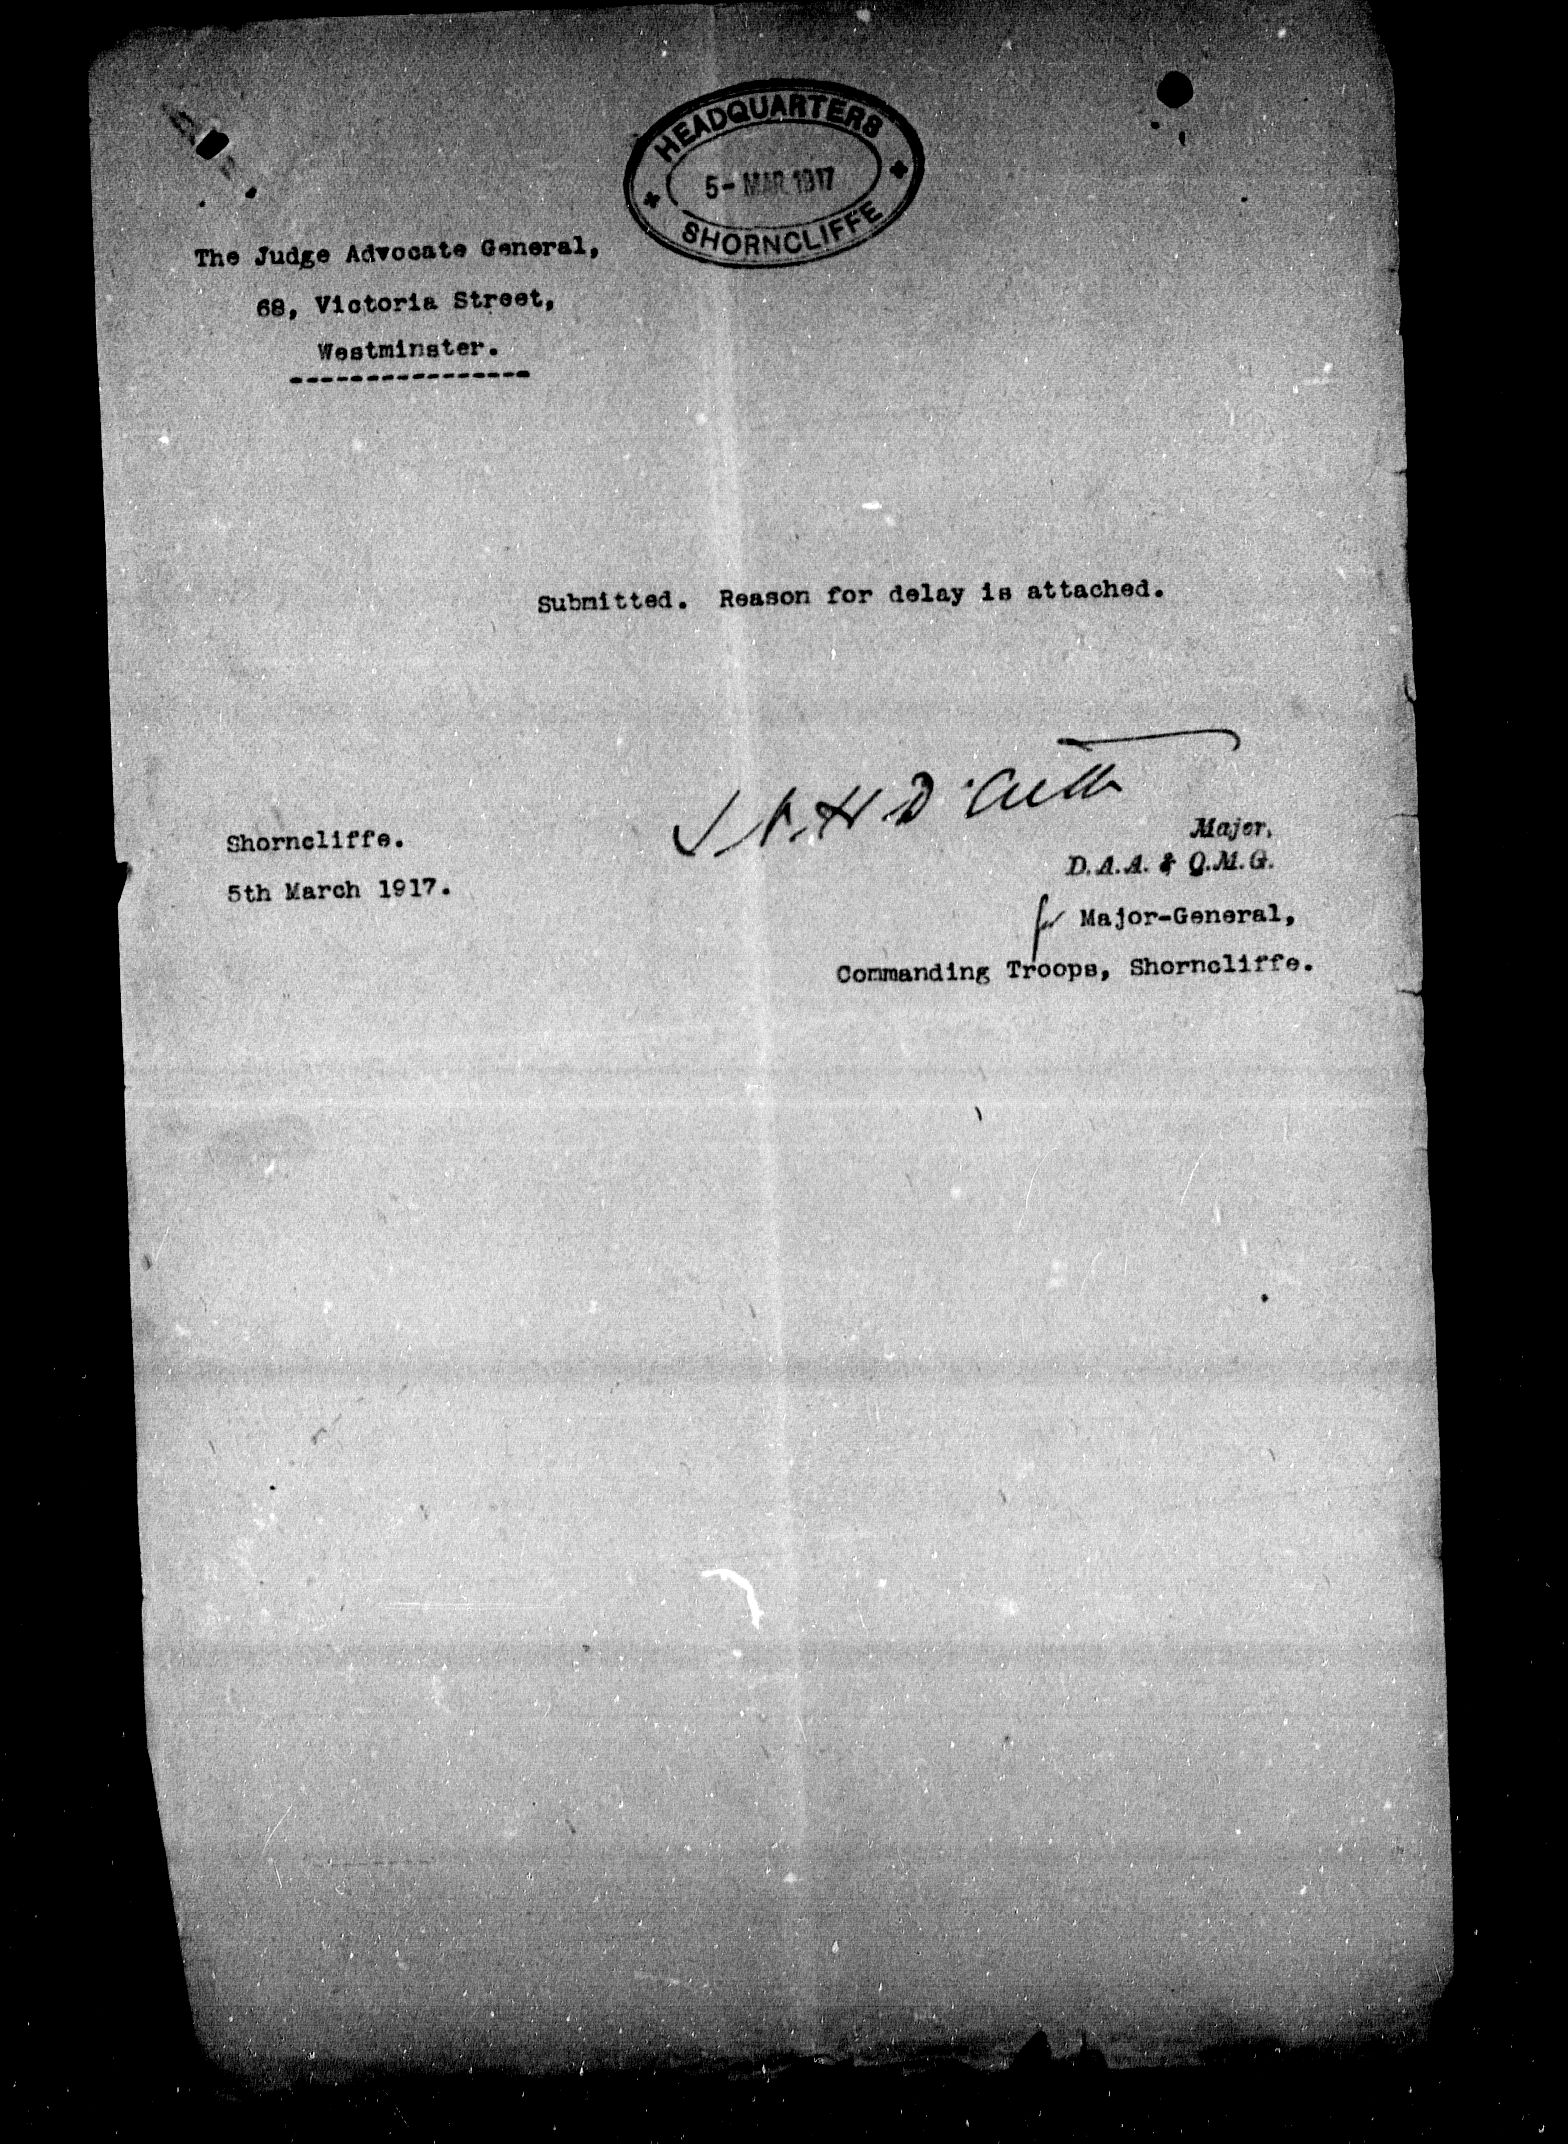 HEADQUARTERS
5- MAR 1917
SHORNCLIFFE
The Judge Advocate General,
68, Victoria Street,
Westminster.
Submitted. Reason for delay is attached.
Shorncliffe.
5th March 1917.
Major,
D.A.A. & Q.M.G.
for Major-General,
Commanding Troops, Shorncliffe.